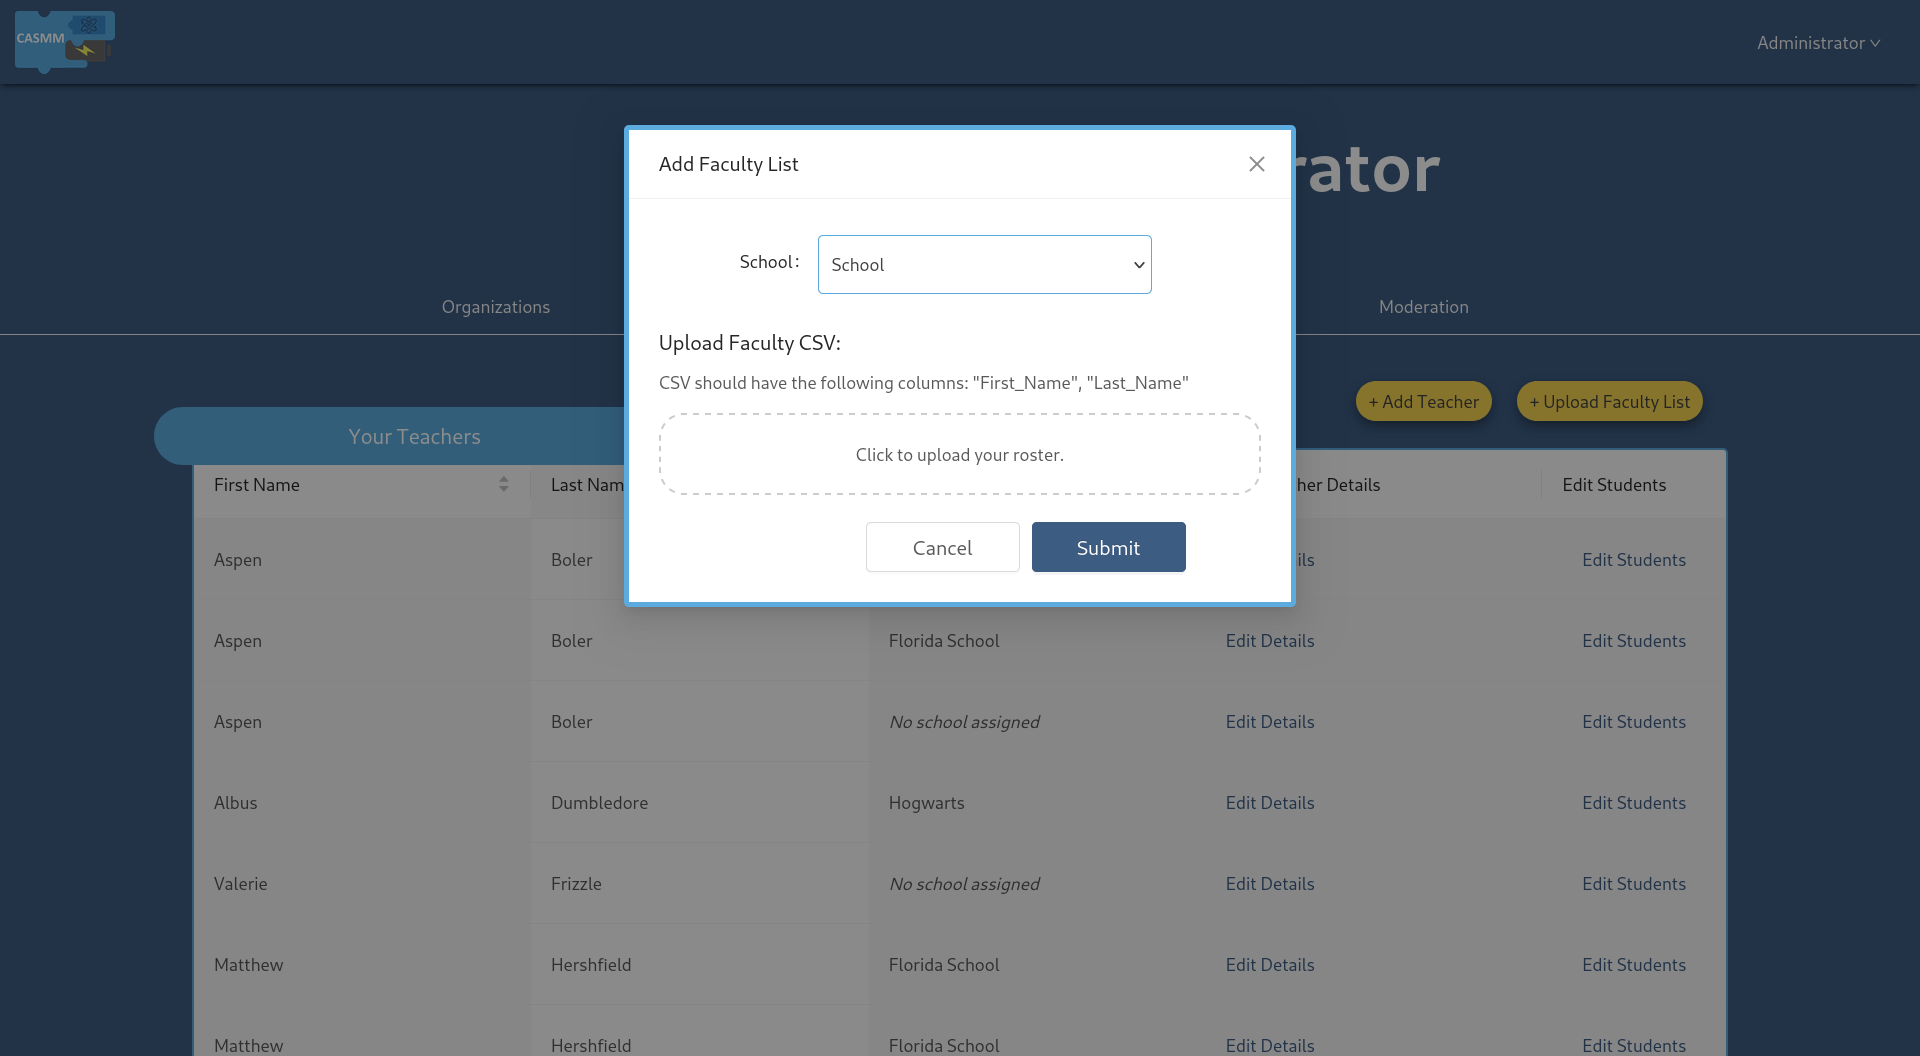 CASMM
Administrator
rator
Add Faculty List
School:
School
Organizations
Moderation
Upload Faculty CSV:
CSV should have the following columns: "First_Name", "Last_Name"
+ Add Teacher
+ Upload Faculty List
Your Teachers
Click to upload your roster.
First Name
Last Nam
her Details
Edit Students
Cancel
Submit
Aspen Boler ils Edit Students
Aspen Boler Florida School Edit Details Edit Students
Aspen Boler No school assigned Edit Details Edit Students
Albus Dumbledore Hogwarts Edit Details Edit Students
Valerie Frizzle No school assigned Edit Details Edit Students
Matthew Hershfield Florida School Edit Details Edit Students
Matthew Hershfield Florida School Edit Details Edit Students